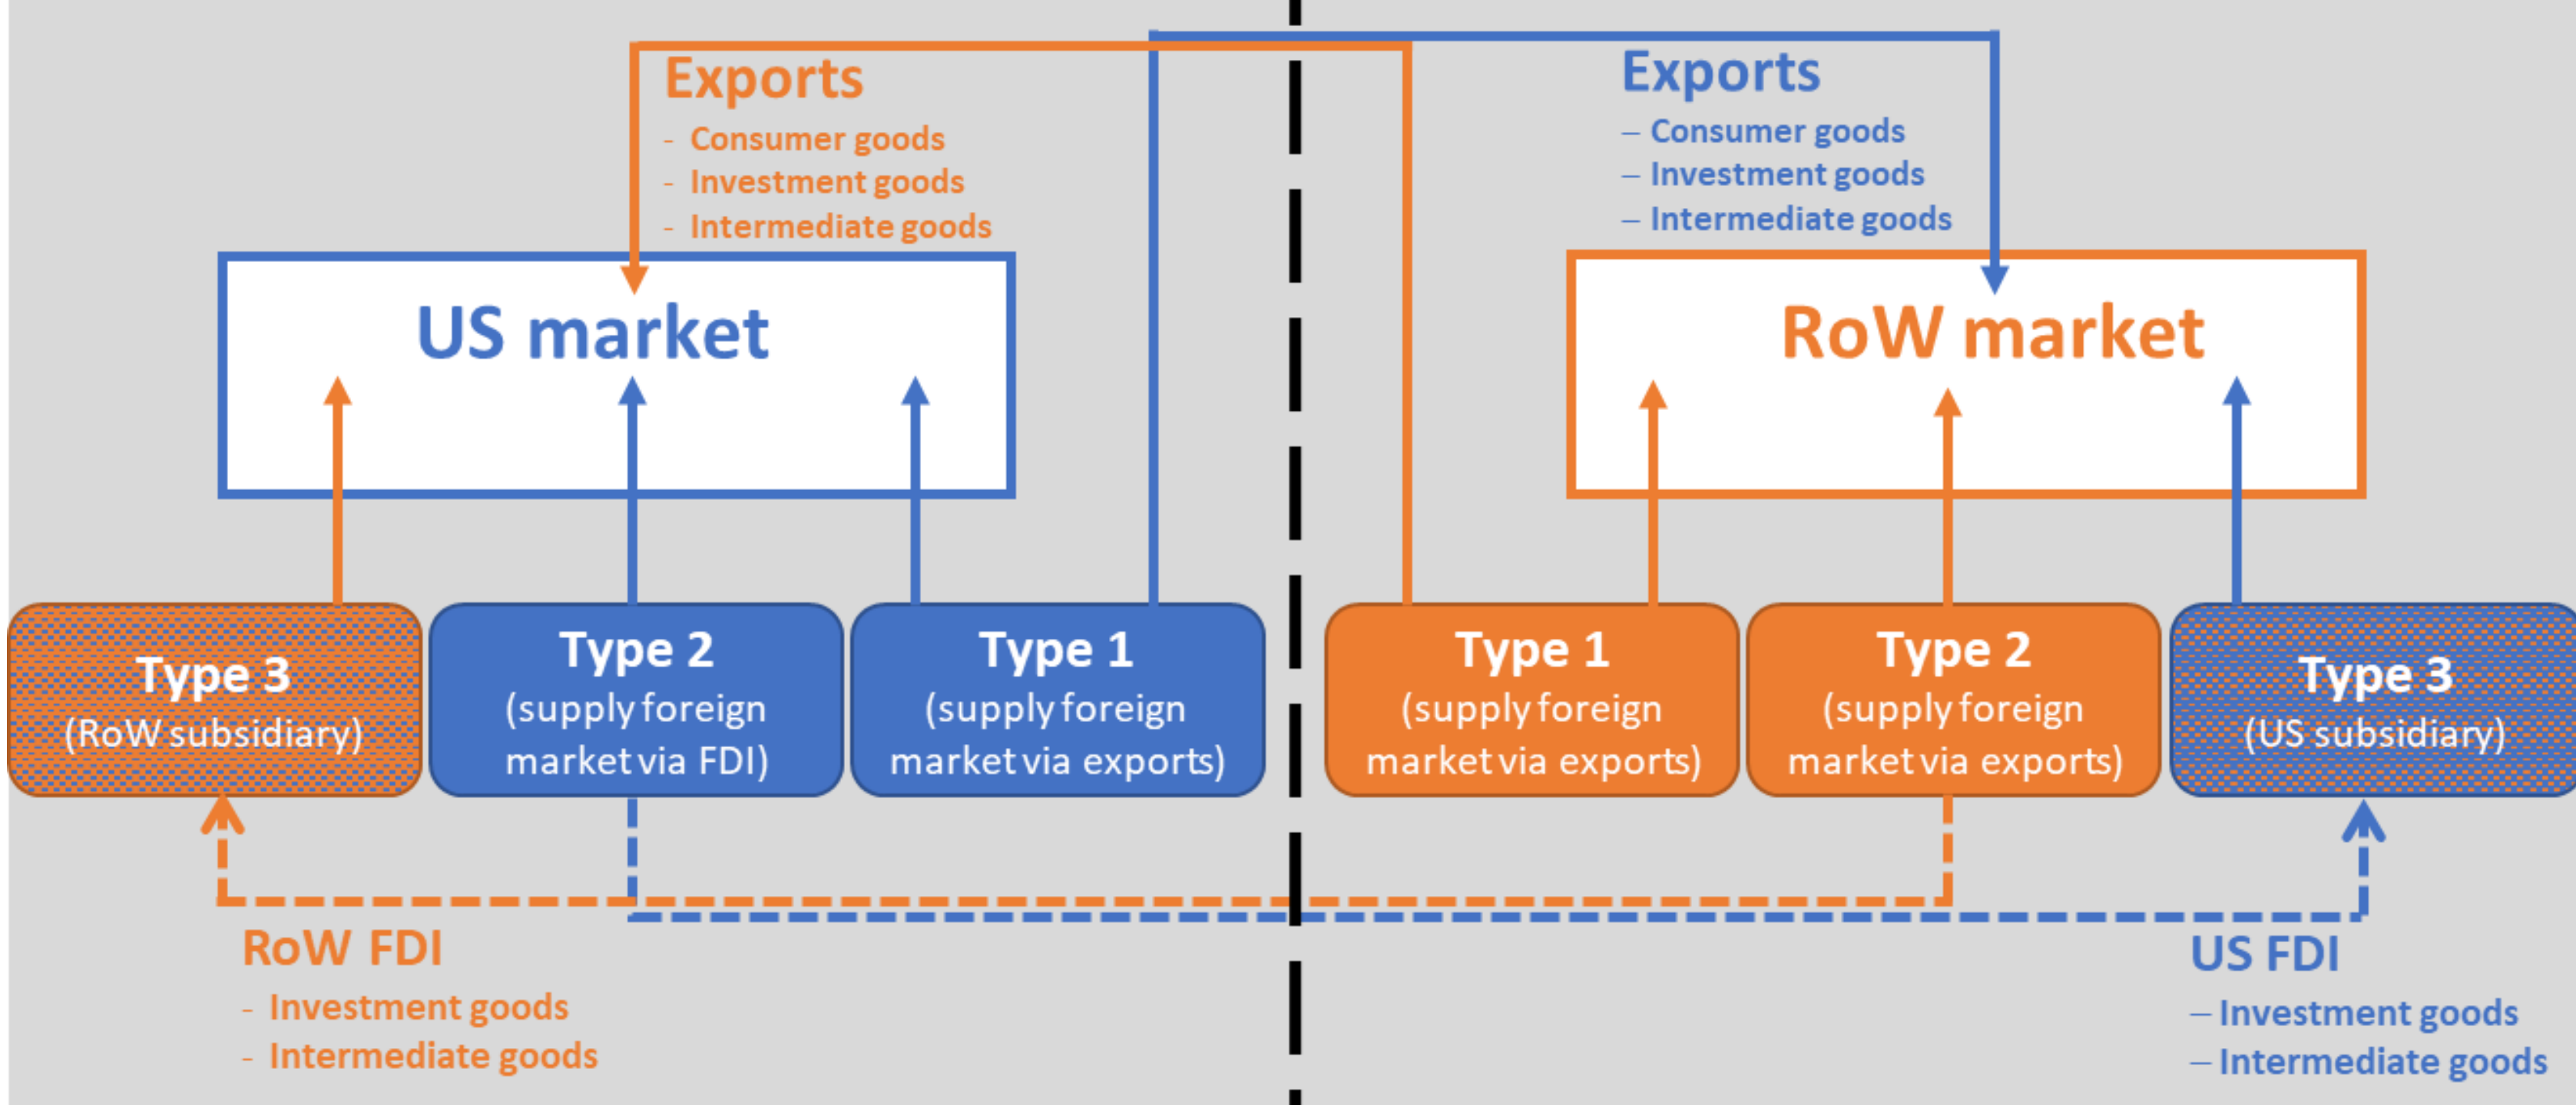 Exports
- Consumer goods
- Investment goods
- Intermediate goods
Exports
– Consumer goods
– Investment goods
– Intermediate goods
US market
RoW market
Type 3
(RoW subsidiary)
Type 2
(supply foreign
market via FDI)
Type 1
(supply foreign
market via exports)
Type 1
(supply foreign
market via exports)
Type 2
(supply foreign
market via exports)
Type 3
(US subsidiary)
RoW FDI
- Investment goods
- Intermediate goods
US FDI
– Investment goods
– Intermediate goods